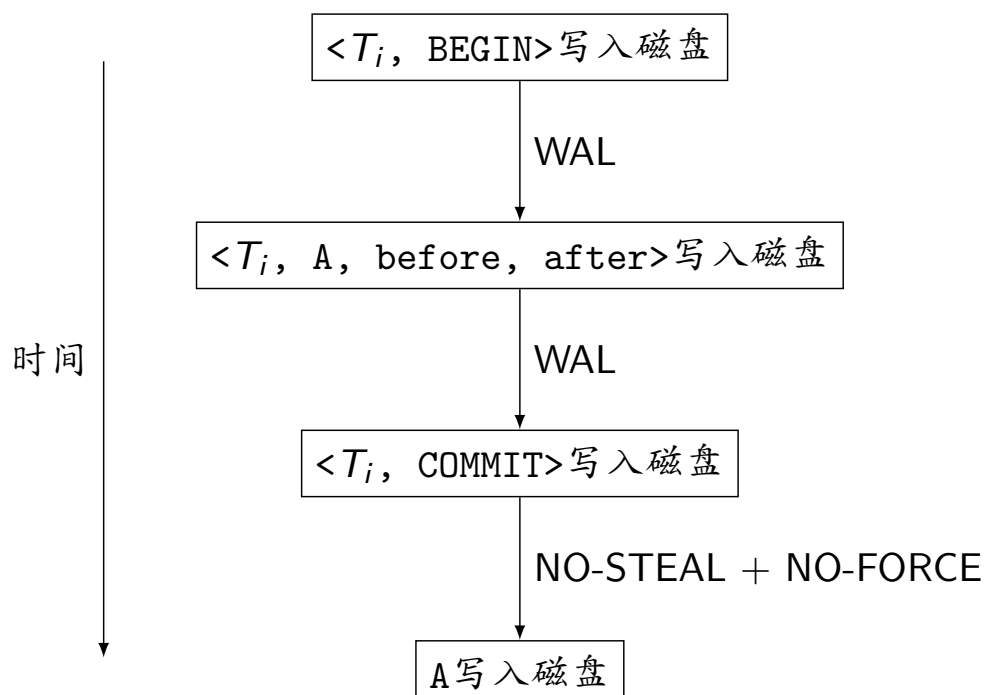 <Ti, BEGIN>写入磁盘
WAL
<Ti, A, before, after>写入磁盘
时间
WAL
<Ti, COMMIT>写入磁盘
NO-STEAL + NO-FORCE
A写入磁盘